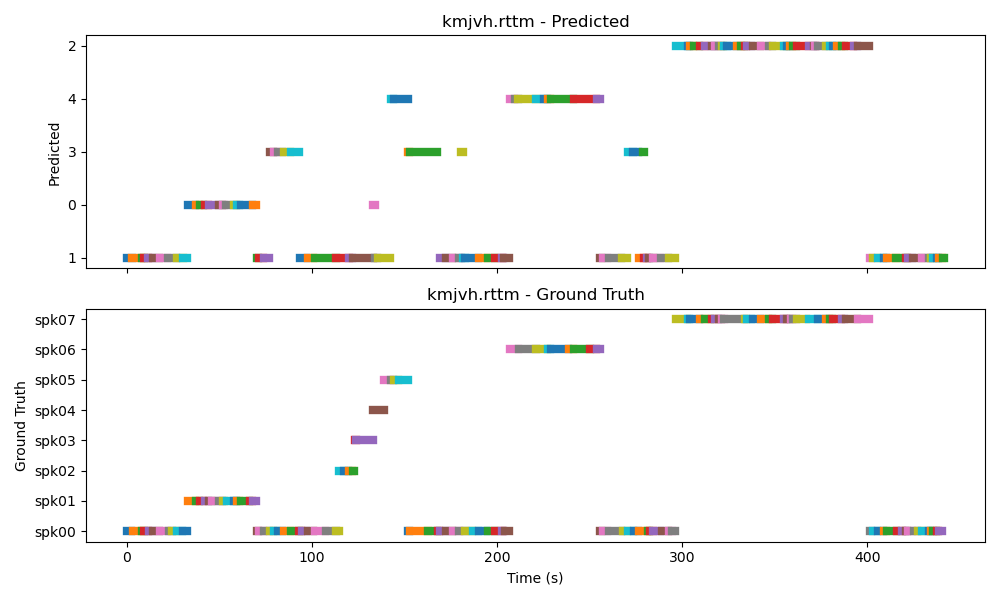 kmjvh.rttm - Predicted
2
4
3
0
1
Predicted
kmjvh.rttm - Ground Truth
spk07
spk06
spk05
spk04
spk03
spk02
spk01
spk00
Ground Truth
0 100 200 300 400
Time (s)